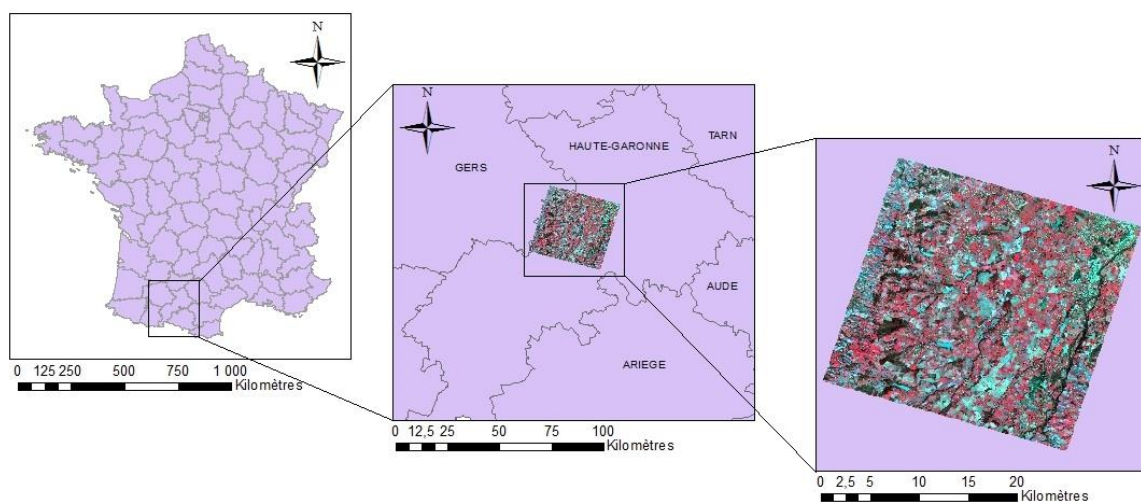 N
0 125 250 500 750 1 000
Kilomètres
N
TARN
HAUTE-GARONNE
GERS
AUDE
ARIEGE
0 12,5 25 50 75 100
Kilomètres
N
0 2,5 5 10 15 20
Kilomètres